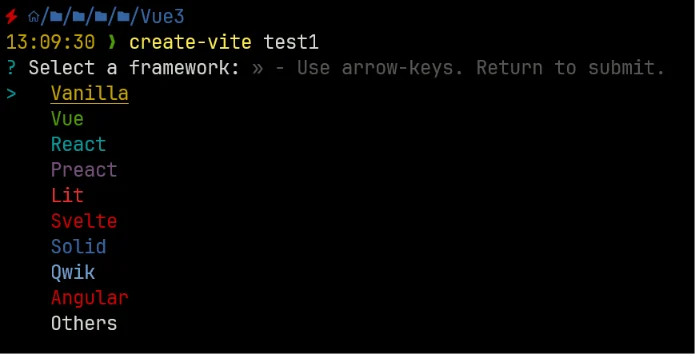 / / / / /Vue3
13:09:30 ❯ create-vite test1
? Select a framework: » - Use arrow-keys. Return to submit.
> Vanilla
Vue
React
Preact
Lit
Svelte
Solid
Qwik
Angular
Others